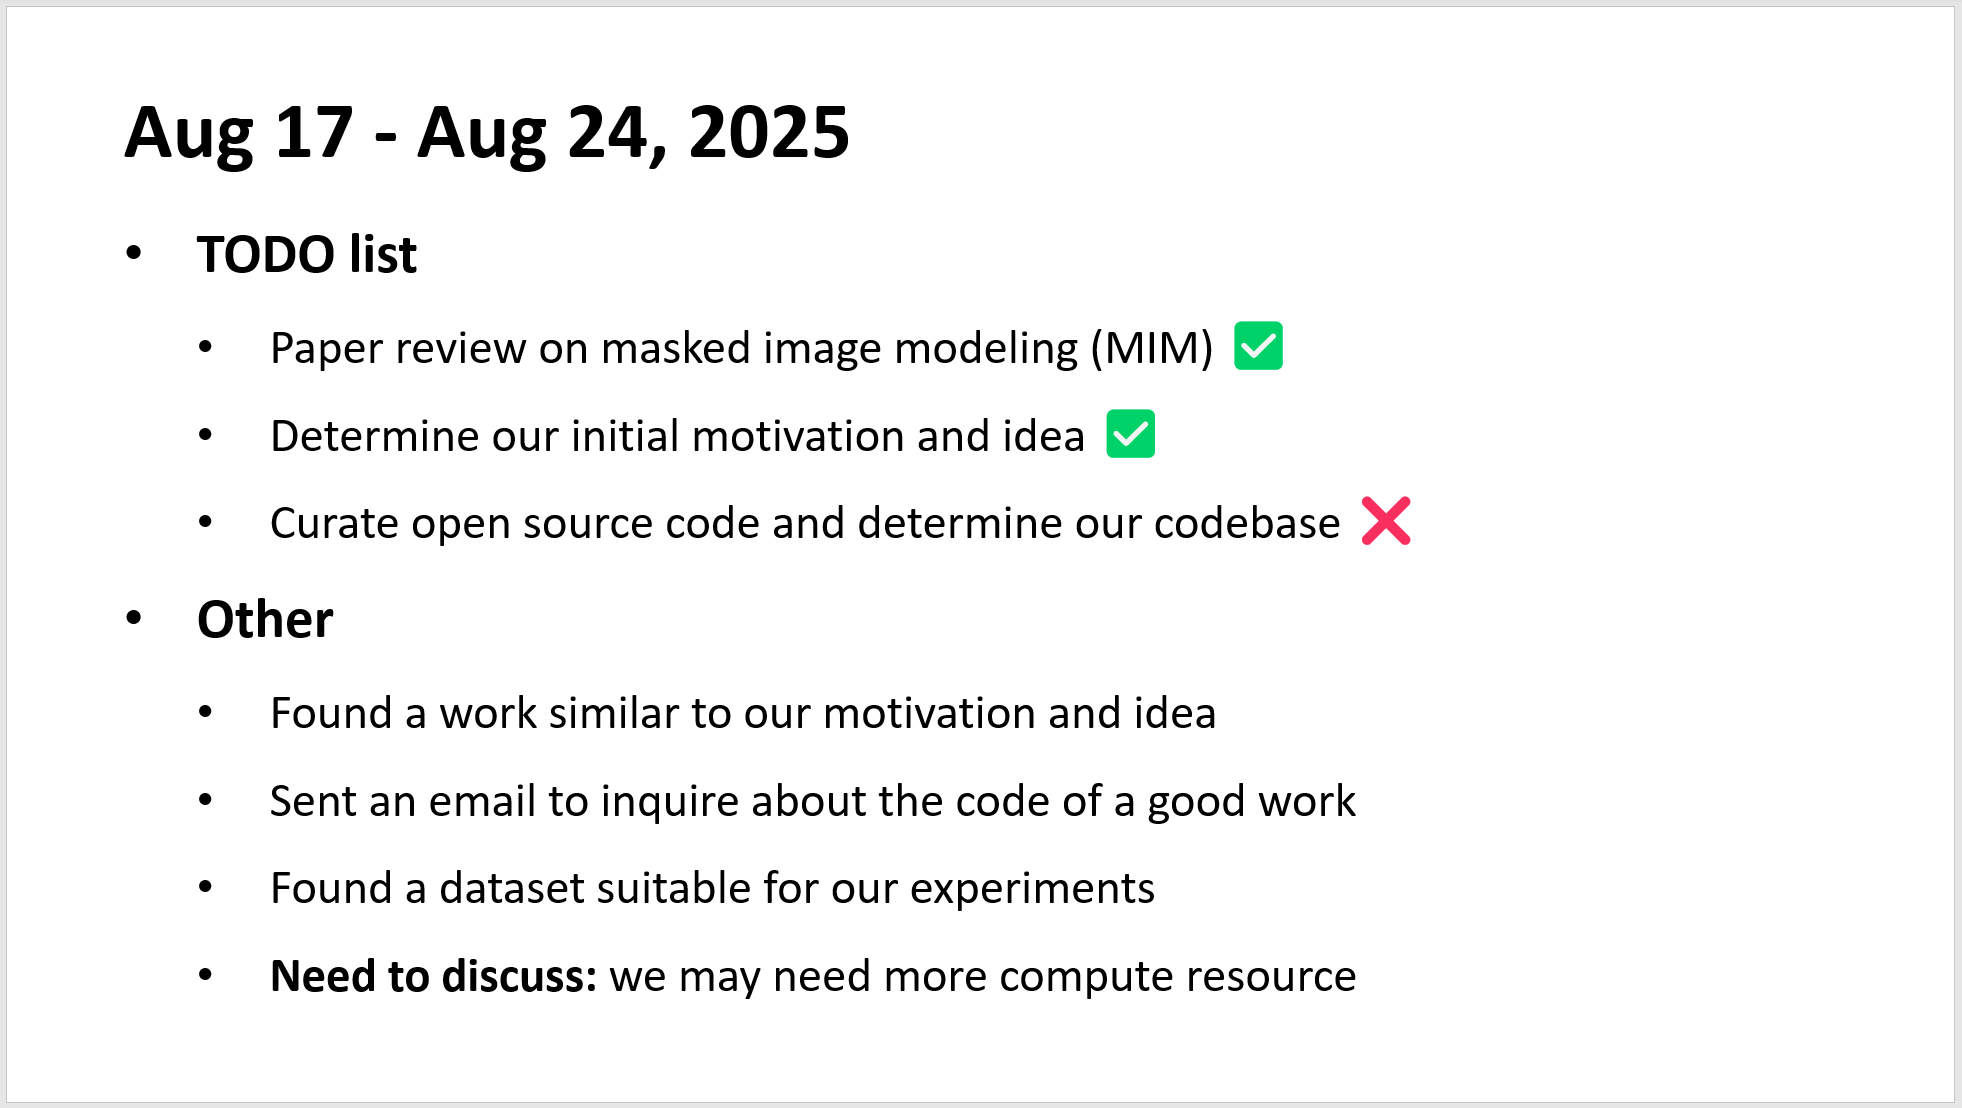 Aug 17 - Aug 24, 2025
• TODO list
• Paper review on masked image modeling (MIM) ✅
• Determine our initial motivation and idea ✅
• Curate open source code and determine our codebase ❌
• Other
• Found a work similar to our motivation and idea
• Sent an email to inquire about the code of a good work
• Found a dataset suitable for our experiments
• Need to discuss: we may need more compute resource